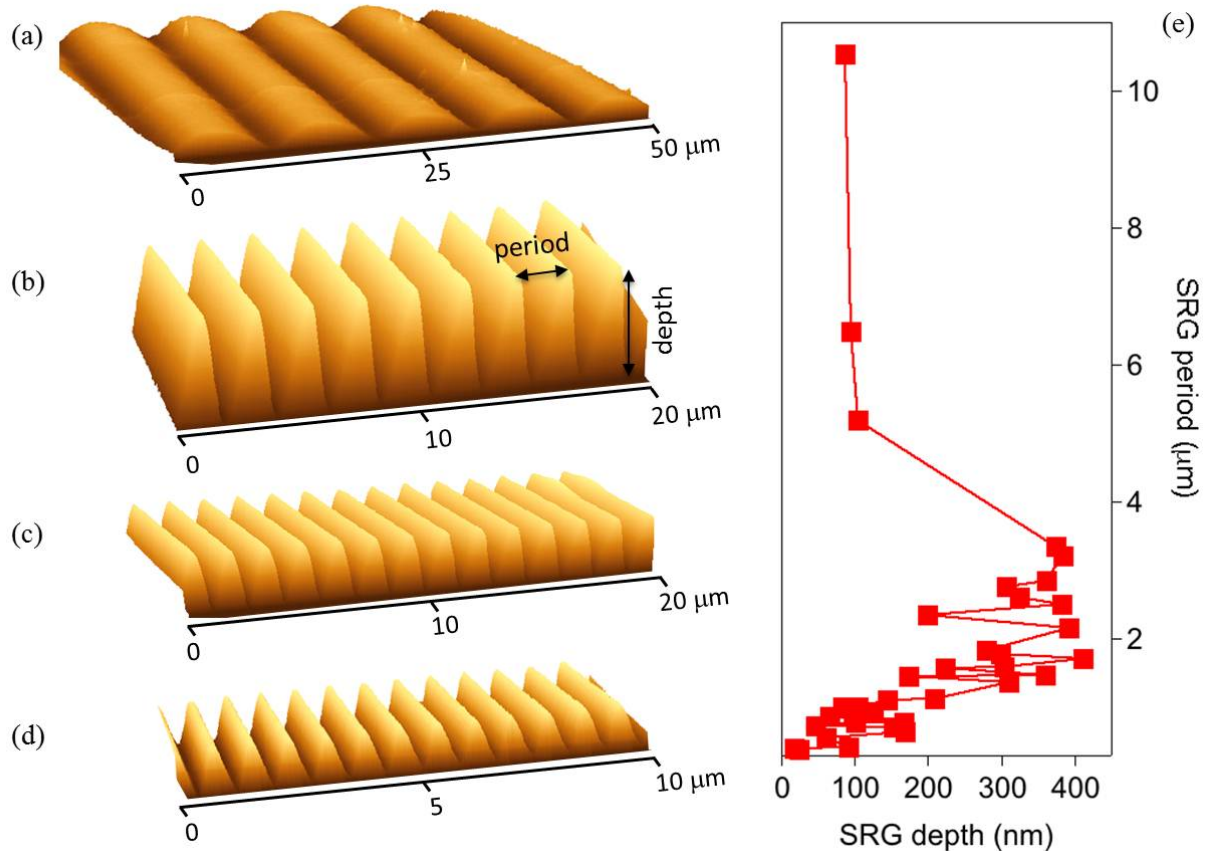 (a)
0
25
50 μm
(b)
period
depth
0
10
20 μm
(c)
0
10
20 μm
(d)
0
5
10 μm
(e)
10
8
6
4
2
SRG period (μm)
0 100 200 300 400
SRG depth (nm)